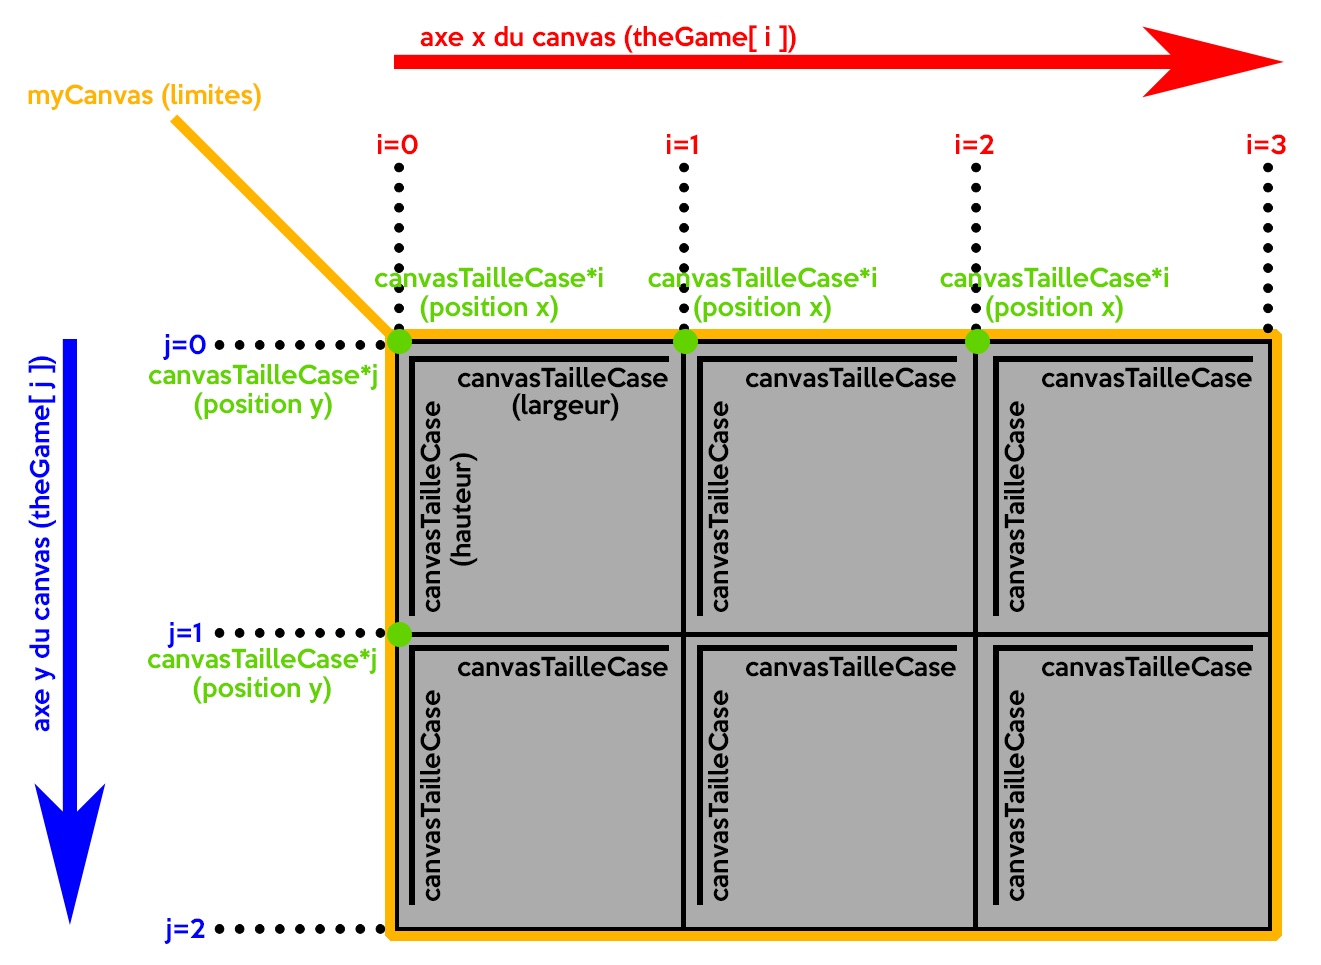 axe x du canvas (theGame[ i ])
myCanvas (limites)
i=0
i=1
i=2
i=3
canvasTailleCase*i
(position x)
canvasTailleCase*i
(position x)
canvasTailleCase*i
(position x)
axe y du canvas (theGame[ j ])
j=0
canvasTailleCase*j
(position y)
canvasTailleCase
(largeur)
canvasTailleCase
(hauteur)
canvasTailleCase
canvasTailleCase
canvasTailleCase
canvasTailleCase
j=1
canvasTailleCase*j
(position y)
canvasTailleCase
canvasTailleCase
canvasTailleCase
canvasTailleCase
canvasTailleCase
canvasTailleCase
j=2